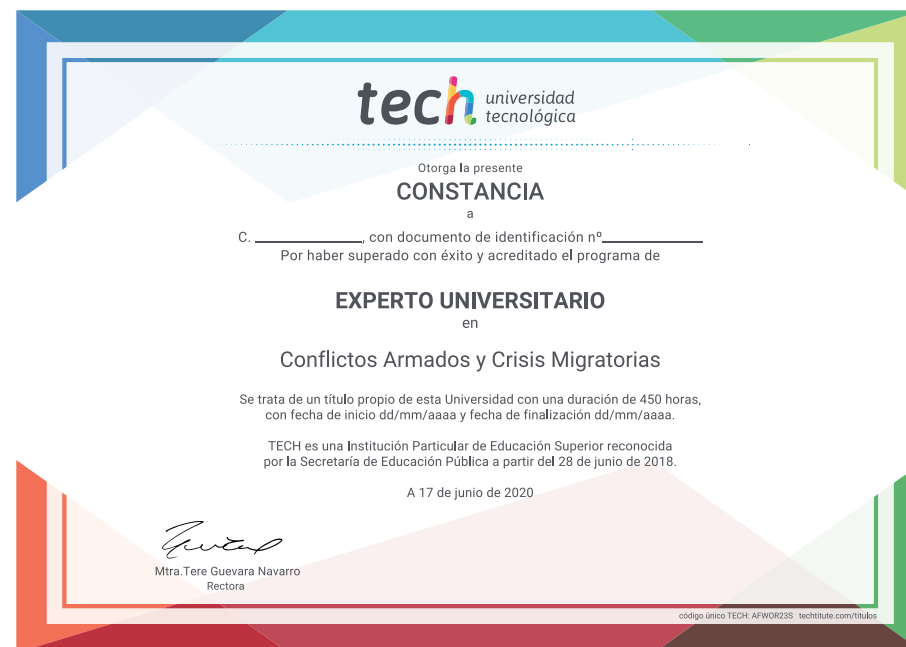 tech universidad
tecnológica
Otorga la presente
CONSTANCIA
a
C. ____________, con documento de identificación nº____________
Por haber superado con éxito y acreditado el programa de
EXPERTO UNIVERSITARIO
en
Conflictos Armados y Crisis Migratorias
Se trata de un título propio de esta Universidad con una duración de 450 horas,
con fecha de inicio dd/mm/aaaa y fecha de finalización dd/mm/aaaa.
TECH es una Institución Particular de Educación Superior reconocida
por la Secretaría de Educación Pública a partir del 28 de junio de 2018.
A 17 de junio de 2020
Mtra.Tere Guevara Navarro
Rectora
código único TECH: AFWOR23S techtitute.com/titulos